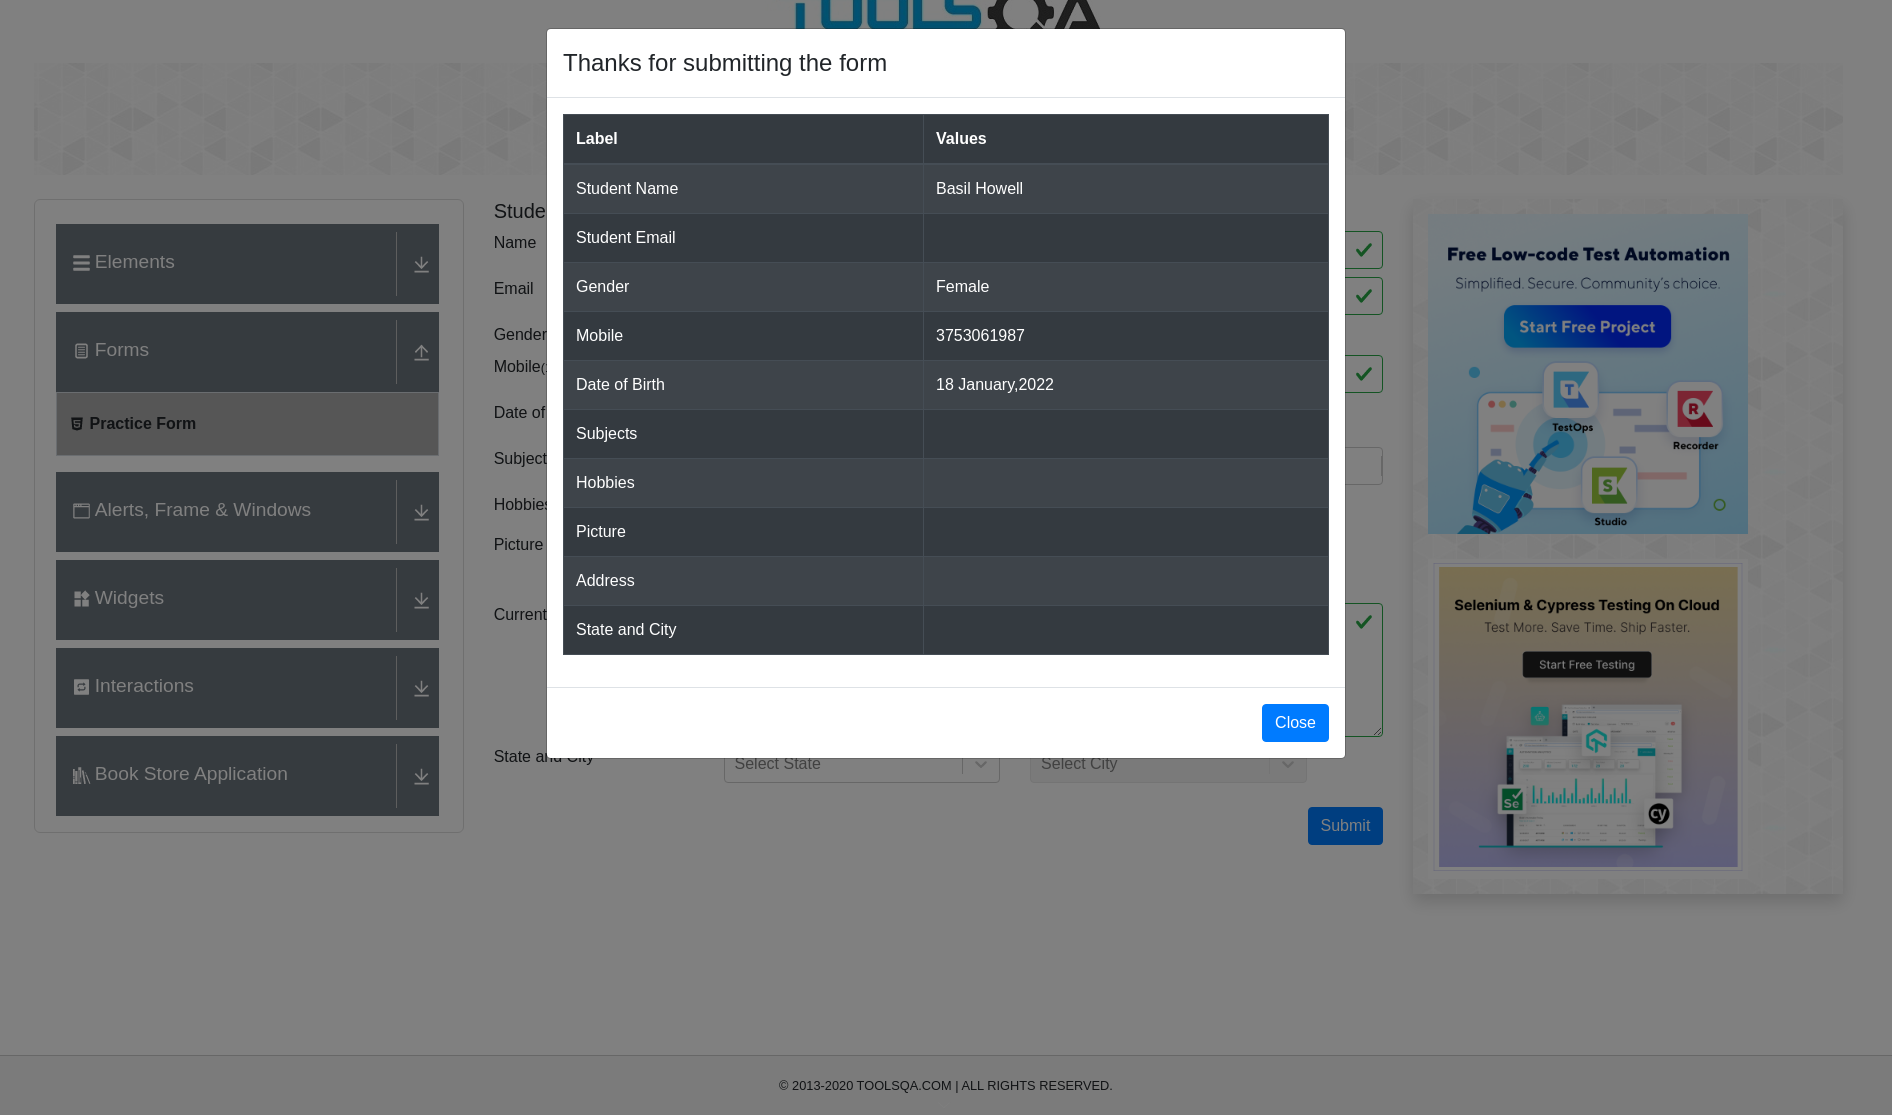 TOOLSQA
Thanks for submitting the form
Label Values
Student Name Basil Howell
Student Email
Gender Female
Mobile 3753061987
Date of Birth 18 January,2022
Subjects
Hobbies
Picture
Address
State and City
Close
Elements
Forms
Practice Form
Alerts, Frame & Windows
Widgets
Interactions
Book Store Application
Stude
Name
Email
Gender
Mobile(
Date of
Subject
Hobbies
Picture
Current
State and City
Select State
Select City
Submit
Free Low-code Test Automation
Simplified. Secure. Community's choice.
Start Free Project
TestOps
Recorder
Studio
Selenium & Cypress Testing On Cloud
Test More. Save Time. Ship Faster.
Start Free Testing
Se
cy
© 2013-2020 TOOLSQA.COM | ALL RIGHTS RESERVED.